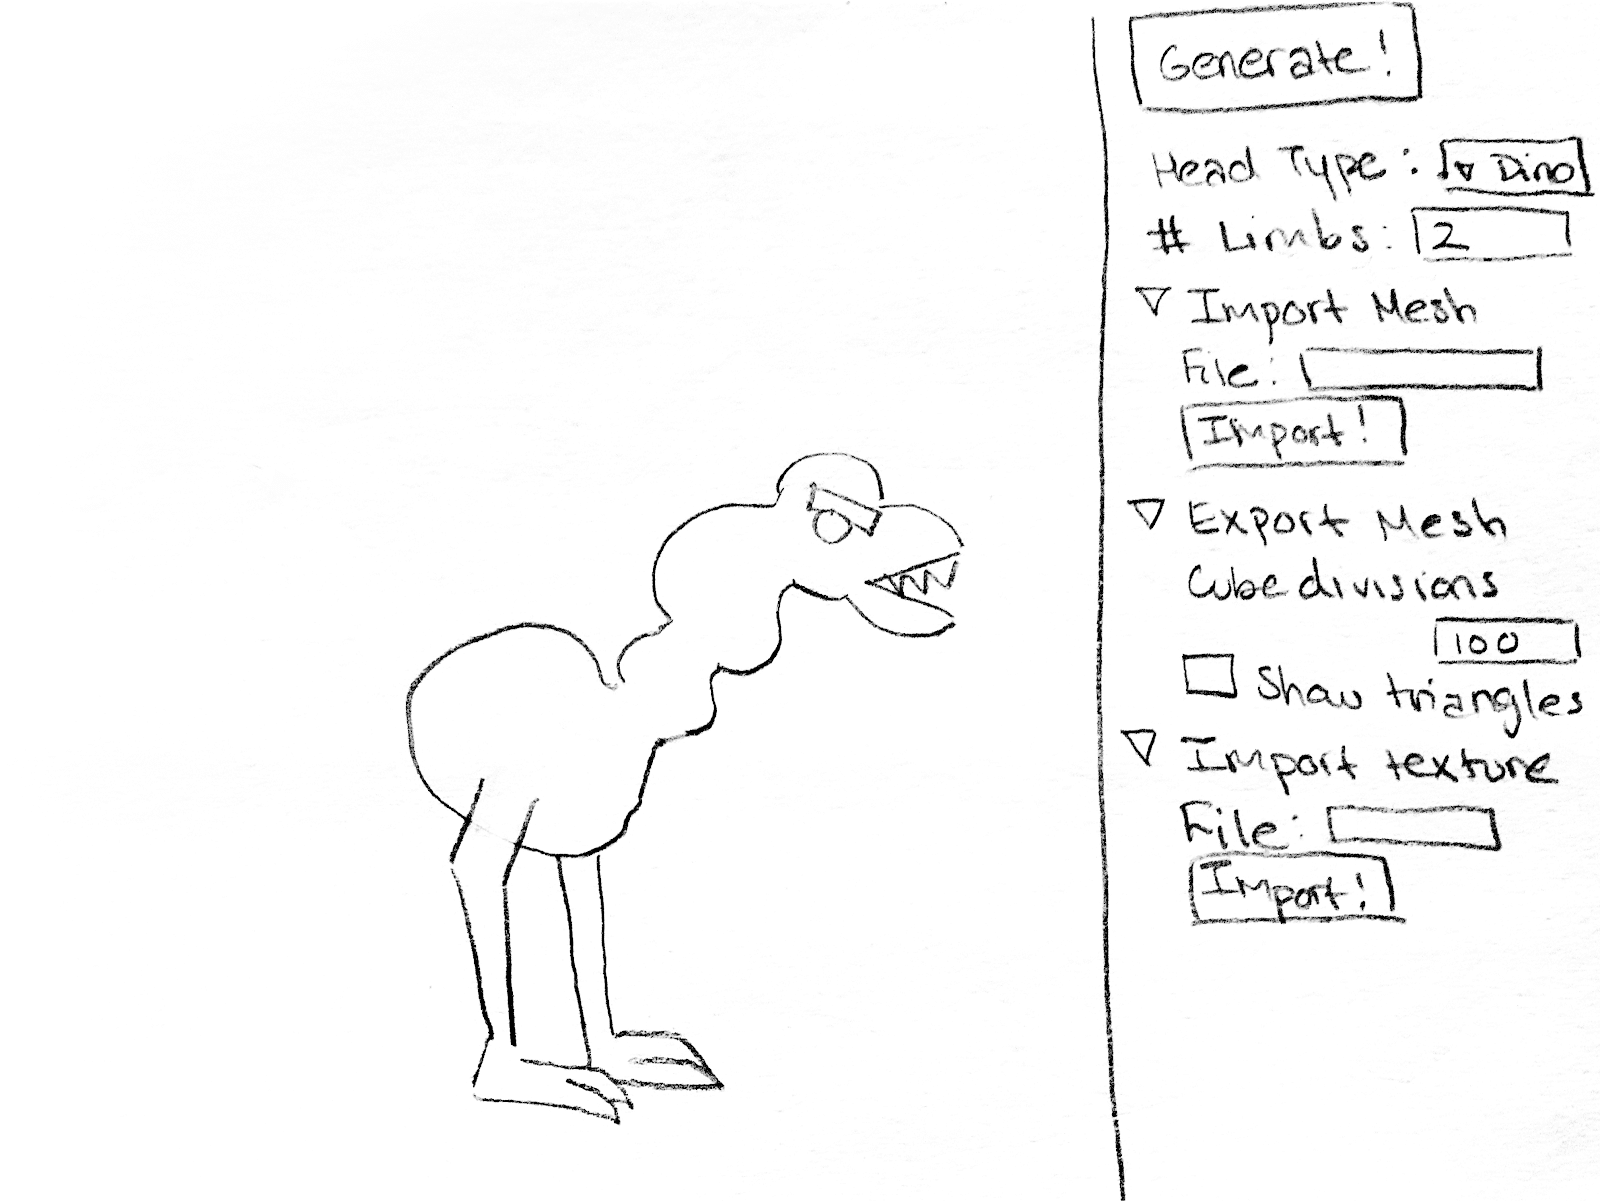 Generate!
Head Type: Dino
# Limbs: 2
Import Mesh
File:
Import!
Export Mesh
Cube divisions
100
Show triangles
Import texture
File:
Import!